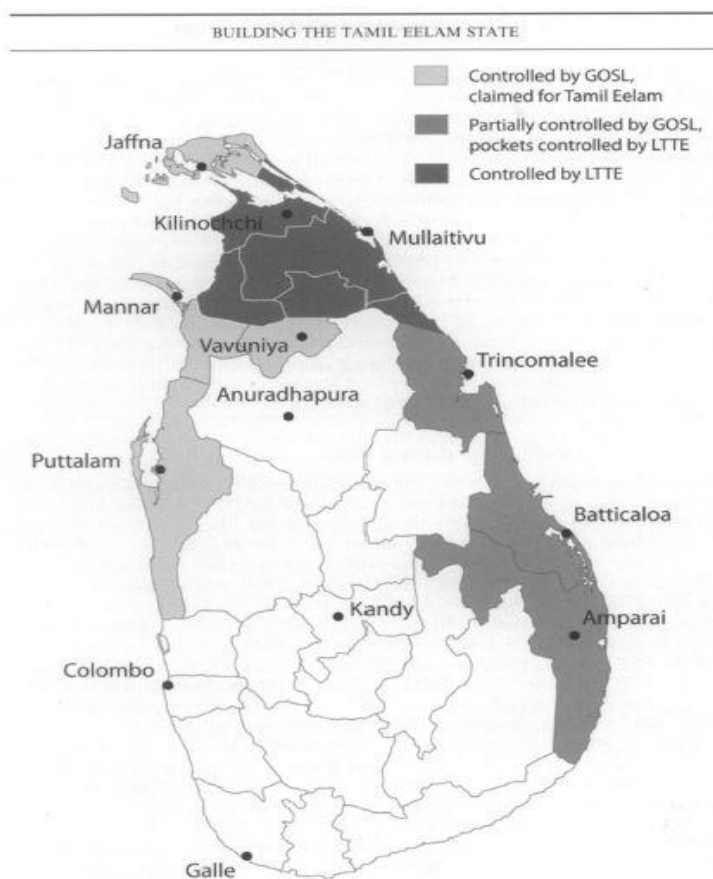 BUILDING THE TAMIL EELAM STATE
Controlled by GOSL,
claimed for Tamil Eelam
Partially controlled by GOSL,
pockets controlled by LTTE
Controlled by LTTE
Jaffna
Kilinochchi
Mullaitivu
Mannar
Vavuniya
Trincomalee
Anuradhapura
Puttalam
Batticaloa
Kandy
Amparai
Colombo
Galle